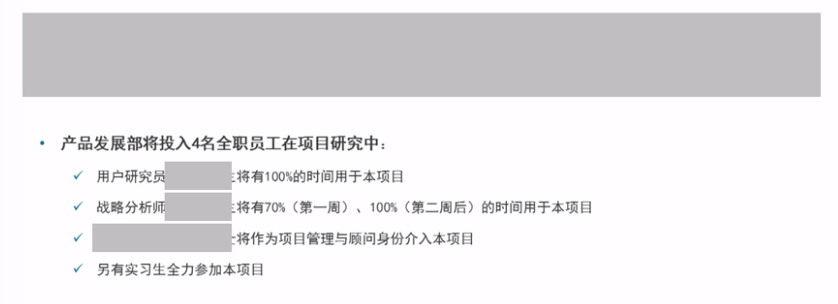 • 产品发展部将投入4名全职员工在项目研究中：
✓ 用户研究员 将有100%的时间用于本项目
✓ 战略分析师 将有70%（第一周）、100%（第二周后）的时间用于本项目
✓ 将作为项目管理与顾问身份介入本项目
✓ 另有实习生全力参加本项目